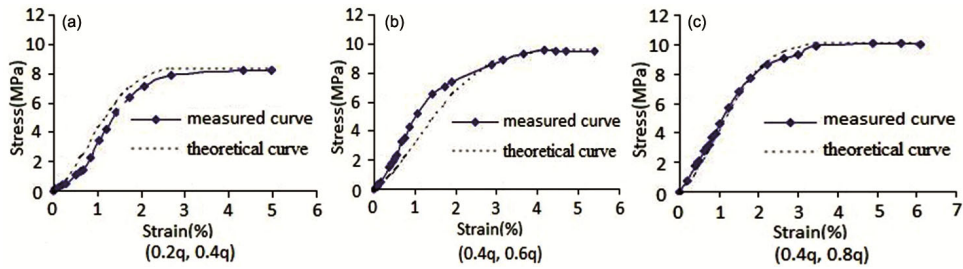 (a)
Stress(MPa)
12
10
8
6
4
2
0
0 1 2 3 4 5 6
measured curve
theoretical curve
Strain(%)
(0.2q, 0.4q)
(b)
Stress(MPa)
12
10
8
6
4
2
0
0 1 2 3 4 5 6
measured curve
theoretical curve
Strain(%)
(0.4q, 0.6q)
(c)
Stress(MPa)
12
10
8
6
4
2
0
0 1 2 3 4 5 6 7
measured curve
theoretical curve
Strain(%)
(0.4q, 0.8q)